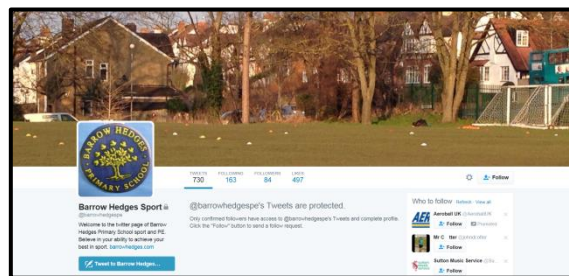 BARROW HEDGES
PRIMARY SCHOOL
TWEETS
730
FOLLOWING
163
FOLLOWERS
84
LIKES
497
Follow
Barrow Hedges Sport
@barrowhedgespe
Welcome to the twitter page of Barrow
Hedges Primary School sport and PE.
Believe in your ability to achieve your
best in sport. barrowhedges.com
Tweet to Barrow Hedges...
@barrowhedgespe's Tweets are protected.
Only confirmed followers have access to @barrowhedgespe's Tweets and complete profile.
Click the "Follow" button to send a follow request.
Who to follow Refresh View all
AER
Aeroball UK
Follow
Promoted
Mr C
Follow
Sutton Music Service
Follow